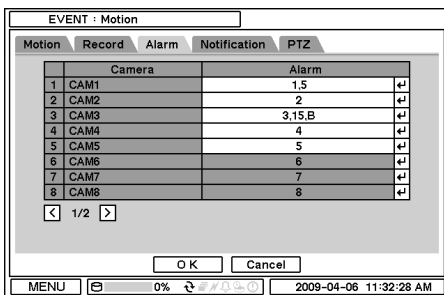 EVENT : Motion
Motion Record Alarm Notification PTZ
Camera Alarm
1 CAM1 1,5
2 CAM2 2
3 CAM3 3,15,B
4 CAM4 4
5 CAM5 5
6 CAM6 6
7 CAM7 7
8 CAM8 8
< 1/2 >
OK Cancel
MENU 0% 2009-04-06 11:32:28 AM